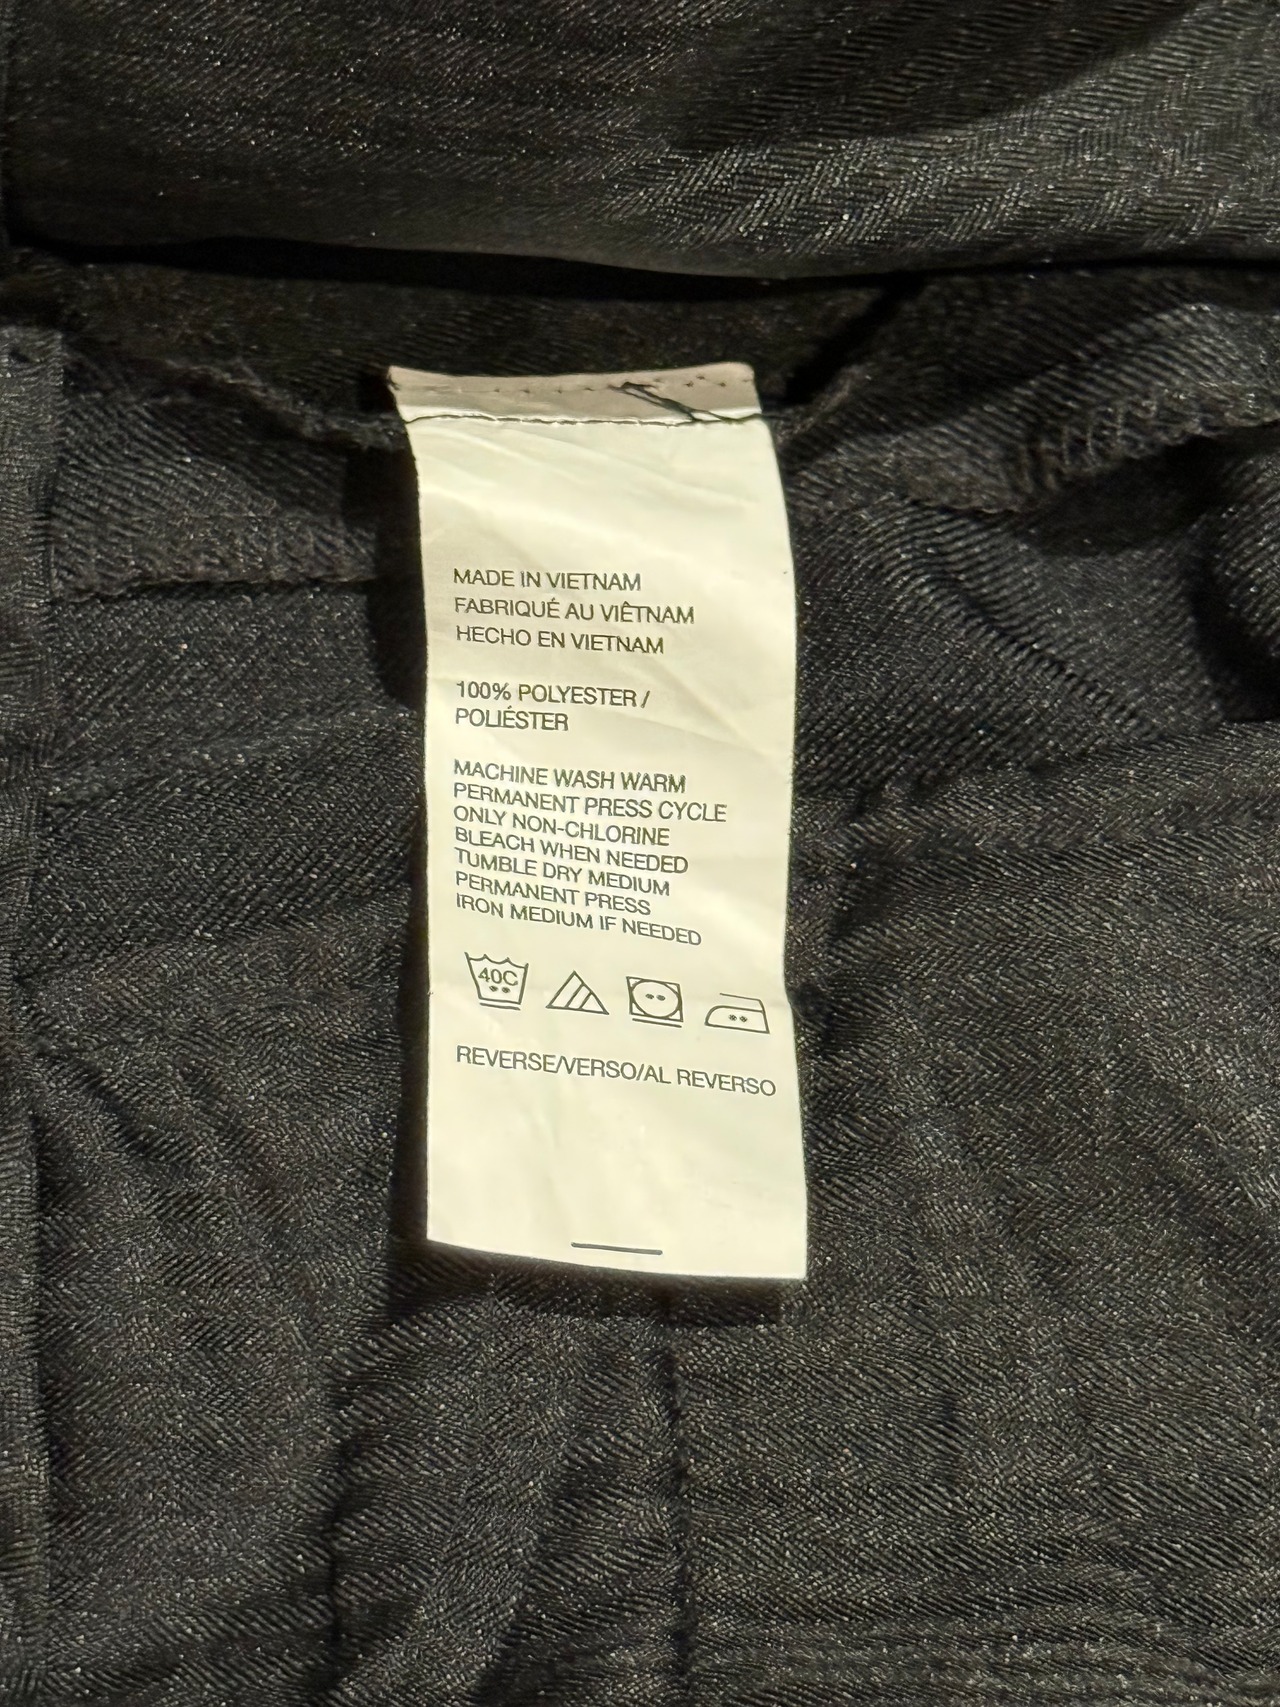 MADE IN VIETNAM
FABRIQUÉ AU VIÊTNAM
HECHO EN VIETNAM
100% POLYESTER /
POLIÉSTER
MACHINE WASH WARM
PERMANENT PRESS CYCLE
ONLY NON-CHLORINE
BLEACH WHEN NEEDED
TUMBLE DRY MEDIUM
PERMANENT PRESS
IRON MEDIUM IF NEEDED
40C
REVERSE/VERSO/AL REVERSO